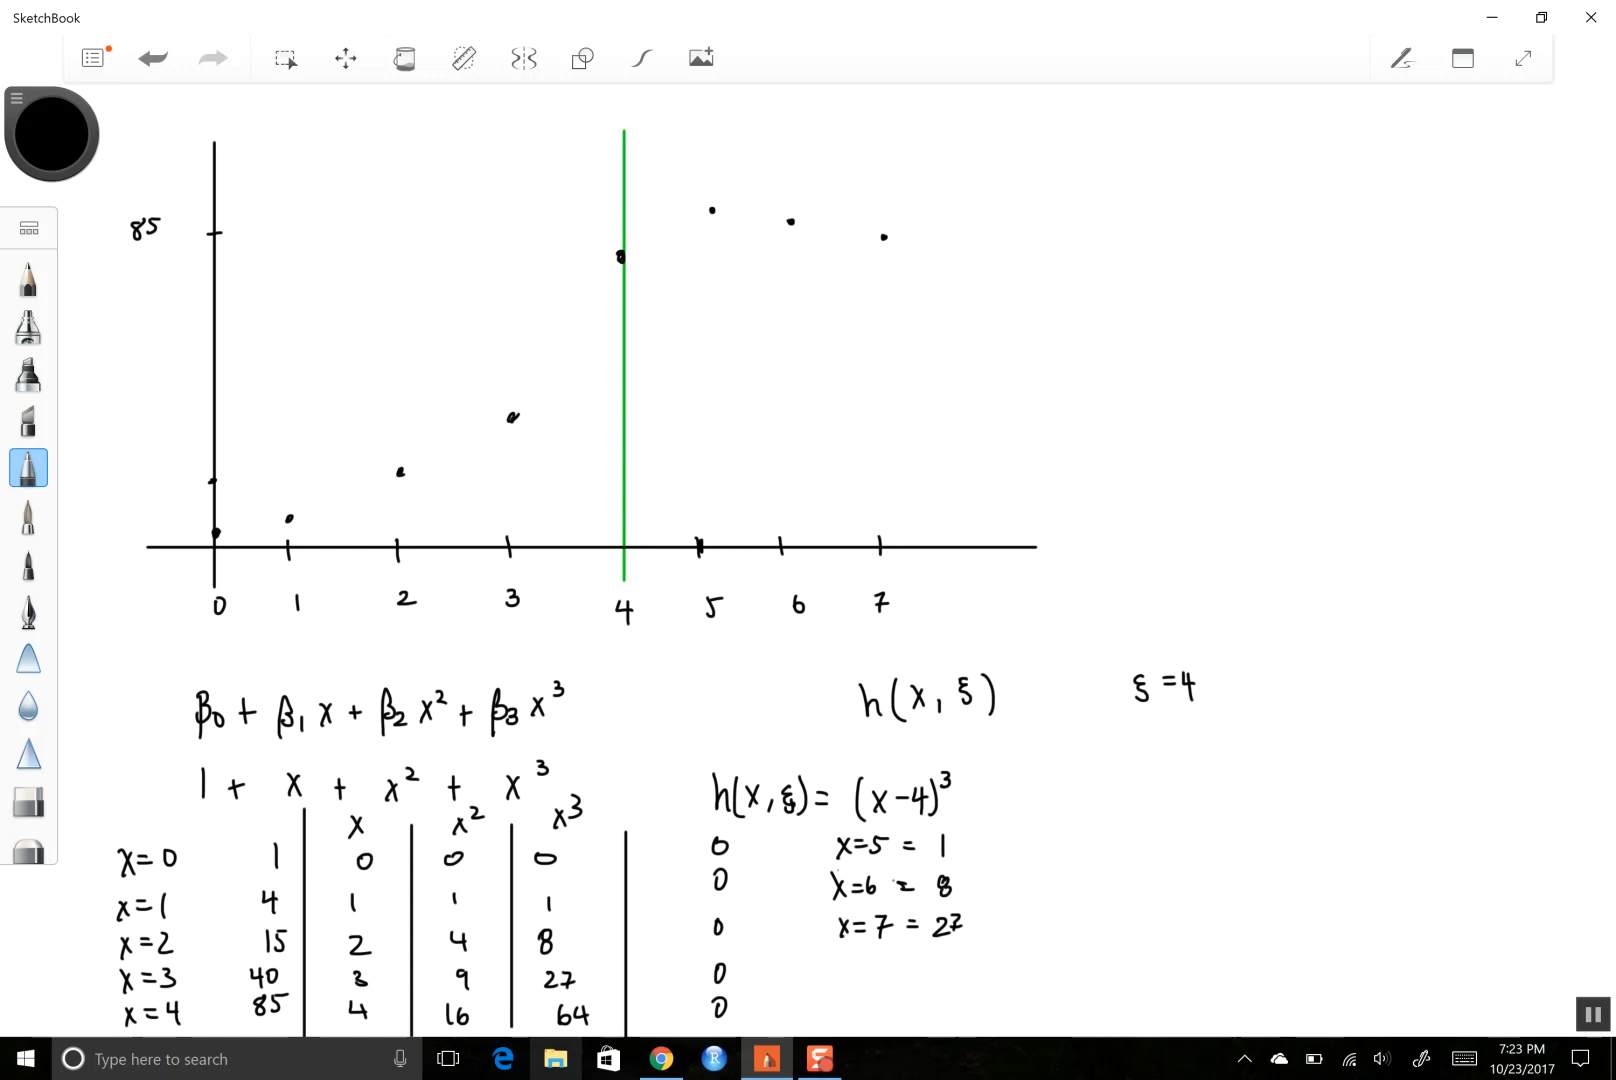 SketchBook
85
0 1 2 3 4 5 6 7
β0 + β1 x + β2 x² + β3 x³
h(x, ξ)
ξ = 4
1 + x + x² + x³
h(x, ξ) = (x - 4)³
x x² x³
x=0 1 0 0 0 0
x=5 = 1
x=1 4 1 1 1 0
x=6 = 8
x=2 15 2 4 8 0
x=7 = 27
x=3 40 3 9 27 0
x=4 85 4 16 64 0
Type here to search
7:23 PM
10/23/2017